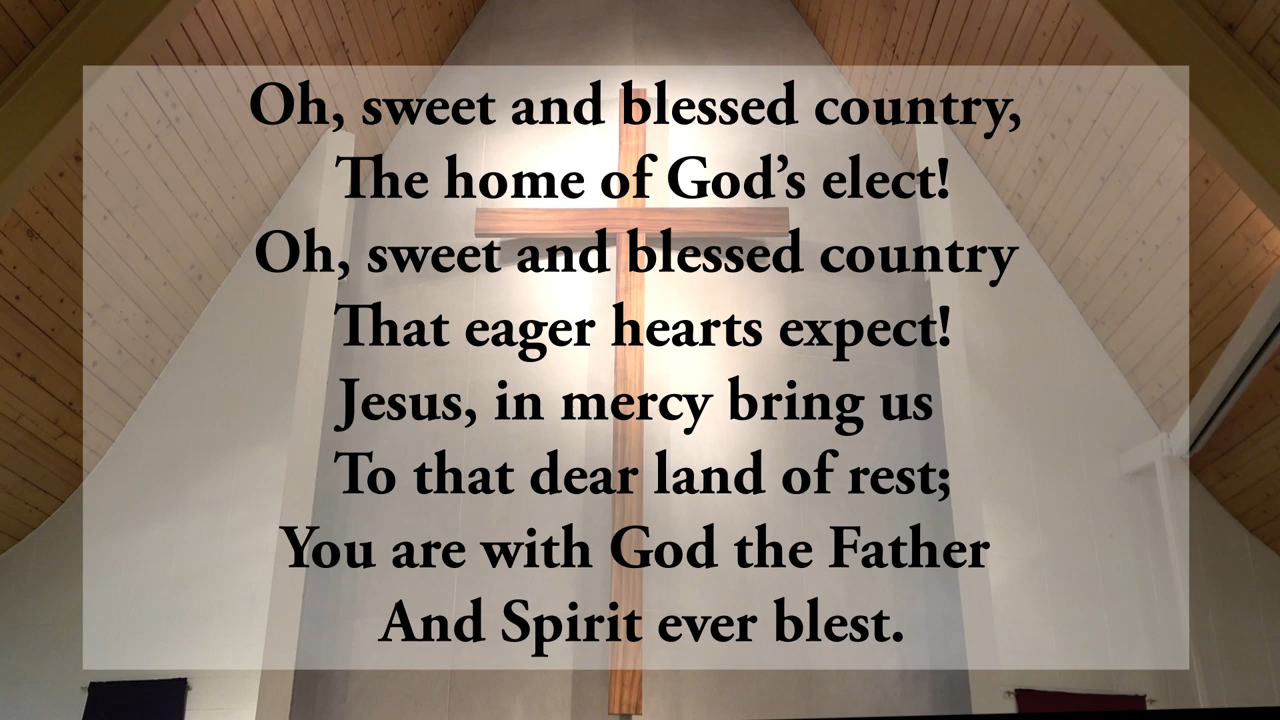 Oh, sweet and blessed country,
The home of God’s elect!
Oh, sweet and blessed country
That eager hearts expect!
Jesus, in mercy bring us
To that dear land of rest;
You are with God the Father
And Spirit ever blest.